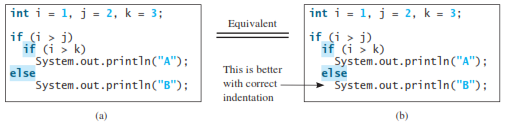 int i = 1, j = 2, k = 3;
if (i > j)
if (i > k)
System.out.println("A");
else
System.out.println("B");
(a)
Equivalent
This is better
with correct
indentation
int i = 1, j = 2, k = 3;
if (i > j)
if (i > k)
System.out.println("A");
else
System.out.println("B");
(b)